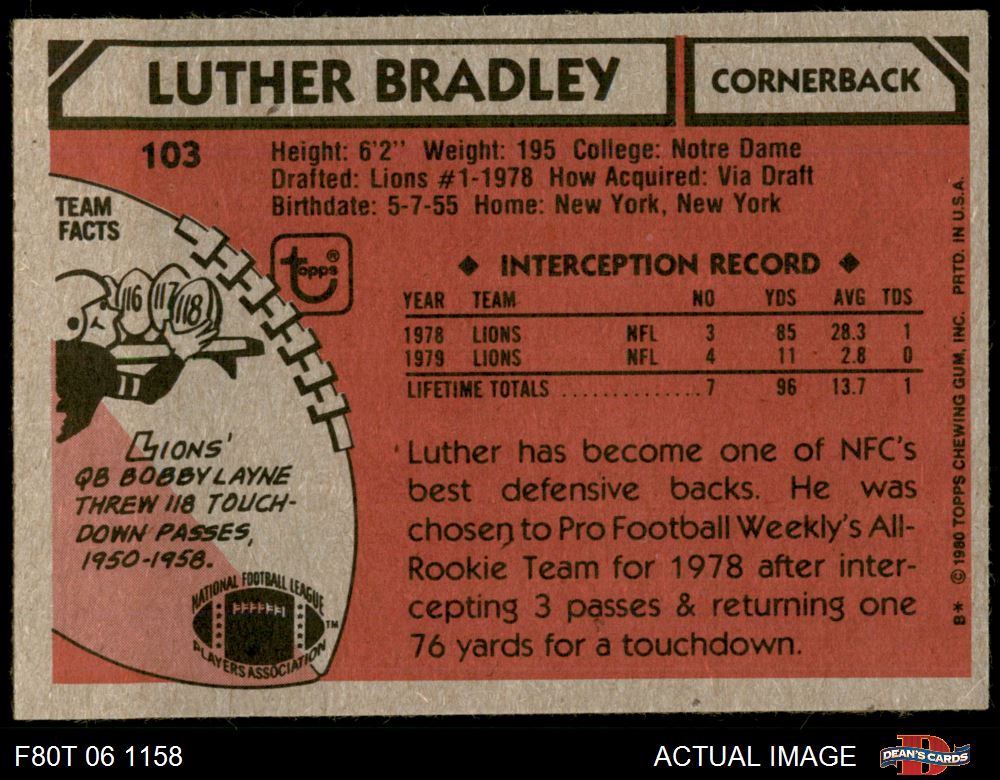 LUTHER BRADLEY
CORNERBACK
103
Height: 6'2" Weight: 195 College: Notre Dame
Drafted: Lions #1-1978 How Acquired: Via Draft
Birthdate: 5-7-55 Home: New York, New York
TEAM
FACTS
topps®
116 117 118
LIONS'
QB BOBBY LAYNE
THREW 118 TOUCH-
DOWN PASSES,
1950-1958.
NATIONAL FOOTBALL LEAGUE
PLAYERS ASSOCIATION
TM
◆ INTERCEPTION RECORD ◆
YEAR TEAM NO YDS AVG TDS
1978 LIONS NFL 3 85 28.3 1
1979 LIONS NFL 4 11 2.8 0
LIFETIME TOTALS .............. 7 96 13.7 1
Luther has become one of NFC's
best defensive backs. He was
chosen to Pro Football Weekly's All-
Rookie Team for 1978 after inter-
cepting 3 passes & returning one
76 yards for a touchdown.
B* © 1980 TOPPS CHEWING GUM, INC. PRTD. IN U.S.A.
F80T 06 1158
ACTUAL IMAGE
DEAN'S CARDS